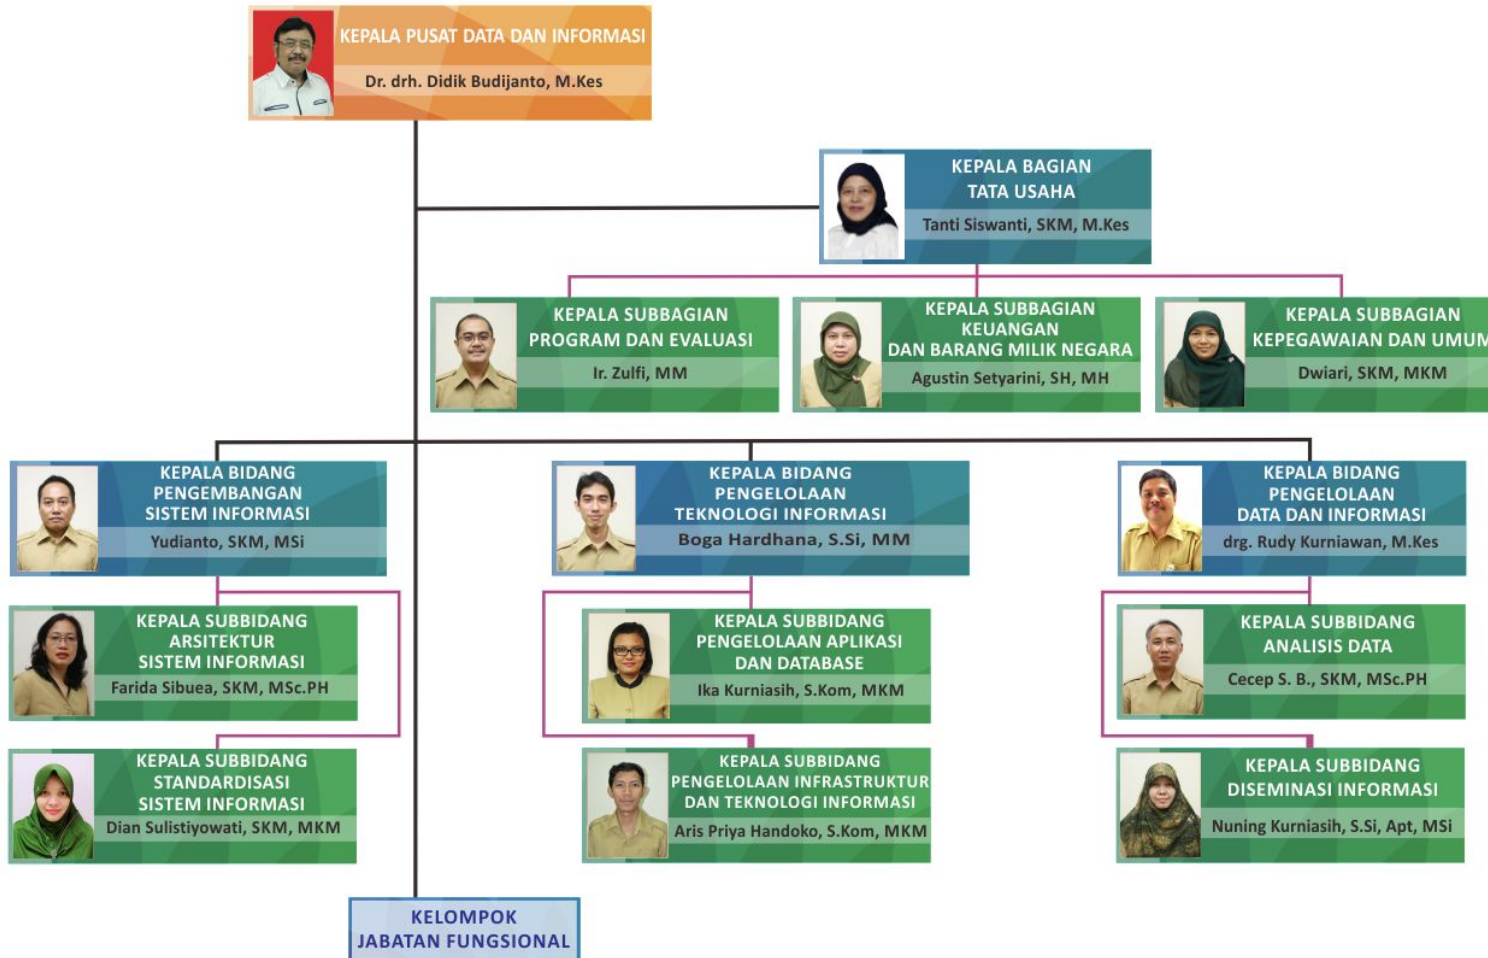 KEPALA PUSAT DATA DAN INFORMASI
Dr. drh. Didik Budijanto, M.Kes
KEPALA BAGIAN
TATA USAHA
Tanti Siswanti, SKM, M.Kes
KEPALA SUBBAGIAN
PROGRAM DAN EVALUASI
Ir. Zulfi, MM
KEPALA SUBBAGIAN
KEUANGAN
DAN BARANG MILIK NEGARA
Agustin Setyarini, SH, MH
KEPALA SUBBAGIAN
KEPEGAWAIAN DAN UMUM
Dwiari, SKM, MKM
KEPALA BIDANG
PENGEMBANGAN
SISTEM INFORMASI
Yudianto, SKM, MSi
KEPALA BIDANG
PENGELOLAAN
TEKNOLOGI INFORMASI
Boga Hardhana, S.Si, MM
KEPALA BIDANG
PENGELOLAAN
DATA DAN INFORMASI
drg. Rudy Kurniawan, M.Kes
KEPALA SUBBIDANG
ARSITEKTUR
SISTEM INFORMASI
Farida Sibuea, SKM, MSc.PH
KEPALA SUBBIDANG
PENGELOLAAN APLIKASI
DAN DATABASE
Ika Kurniasih, S.Kom, MKM
KEPALA SUBBIDANG
ANALISIS DATA
Cecep S. B., SKM, MSc.PH
KEPALA SUBBIDANG
STANDARDISASI
SISTEM INFORMASI
Dian Sulistiyowati, SKM, MKM
KEPALA SUBBIDANG
PENGELOLAAN INFRASTRUKTUR
DAN TEKNOLOGI INFORMASI
Aris Priya Handoko, S.Kom, MKM
KEPALA SUBBIDANG
DISEMINASI INFORMASI
Nuning Kurniasih, S.Si, Apt, MSi
KELOMPOK
JABATAN FUNGSIONAL